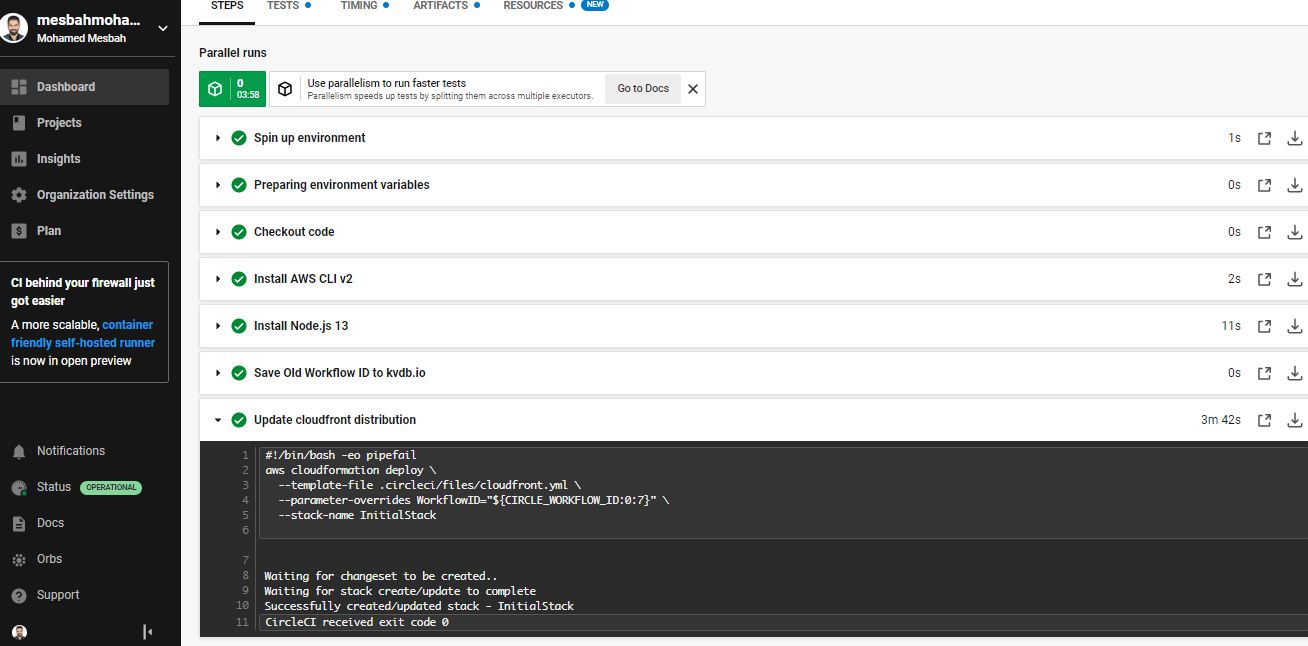 mesbahmoha...
Mohamed Mesbah
Dashboard
Projects
Insights
Organization Settings
$ Plan
CI behind your firewall just
got easier
A more scalable, container
friendly self-hosted runner
is now in open preview
Notifications
Status OPERATIONAL
Docs
Orbs
? Support
STEPS TESTS TIMING ARTIFACTS RESOURCES NEW
Parallel runs
0
03:58
Use parallelism to run faster tests
Parallelism speeds up tests by splitting them across multiple executors.
Go to Docs
Spin up environment 1s
Preparing environment variables 0s
Checkout code 0s
Install AWS CLI v2 2s
Install Node.js 13 11s
Save Old Workflow ID to kvdb.io 0s
Update cloudfront distribution 3m 42s
1 #!/bin/bash -eo pipefail
2 aws cloudformation deploy \
3 --template-file .circleci/files/cloudfront.yml \
4 --parameter-overrides WorkflowID="${CIRCLE_WORKFLOW_ID:0:7}" \
5 --stack-name InitialStack
6
7
8 Waiting for changeset to be created..
9 Waiting for stack create/update to complete
10 Successfully created/updated stack - InitialStack
11 CircleCI received exit code 0